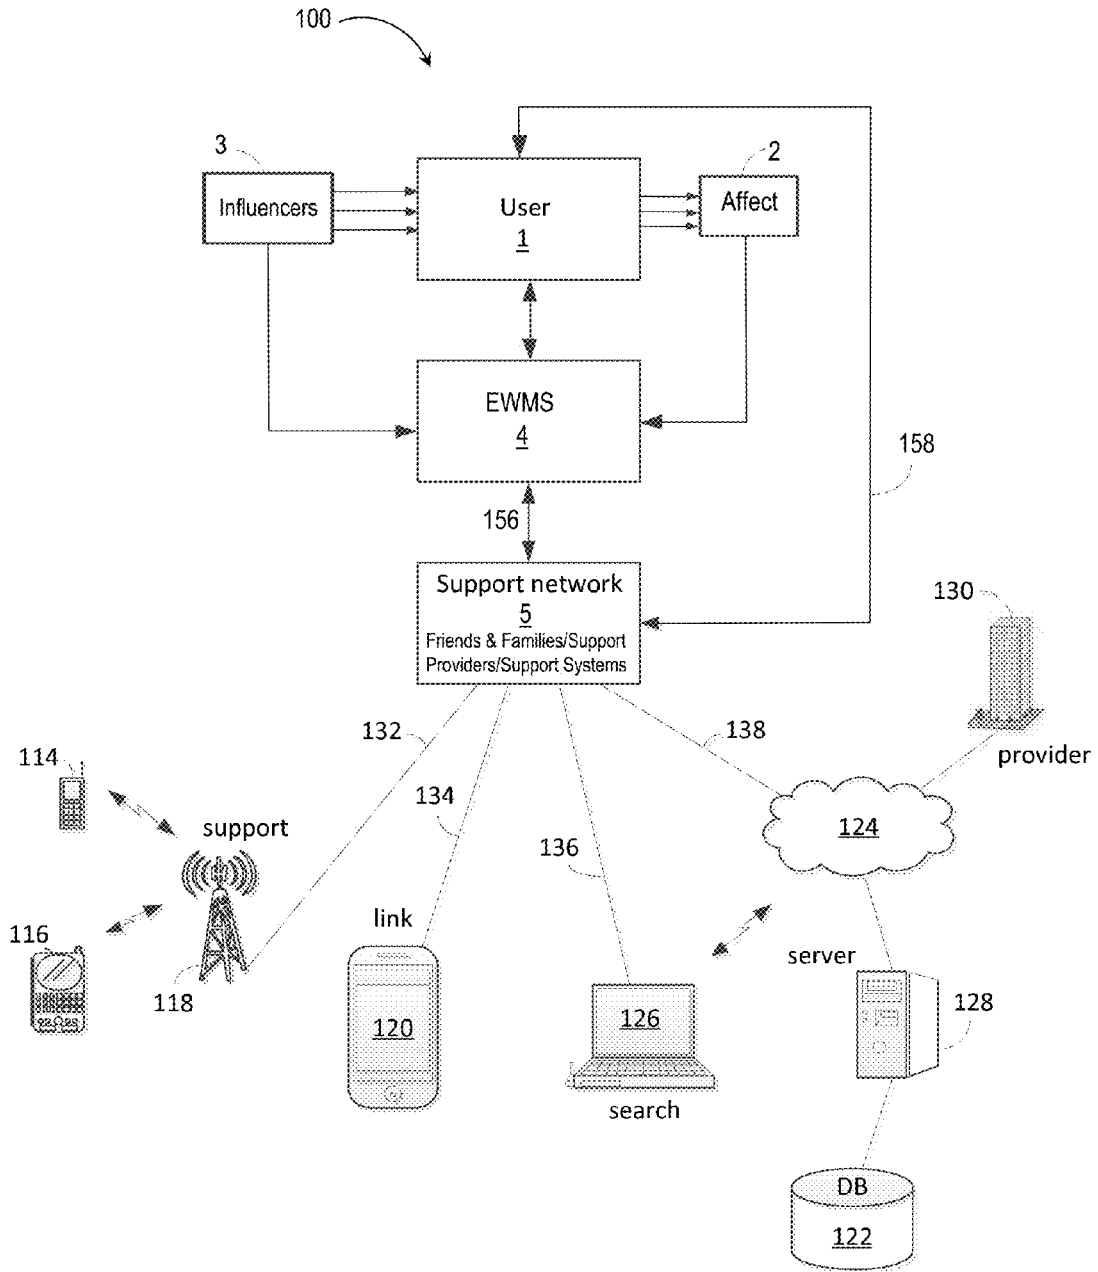 100
3
2
Influencers
User
1
Affect
EWMS
4
158
156
Support network
5
Friends & Families/Support
Providers/Support Systems
130
132
138
provider
114
134
support
124
136
116
link
server
118
120
126
128
search
DB
122